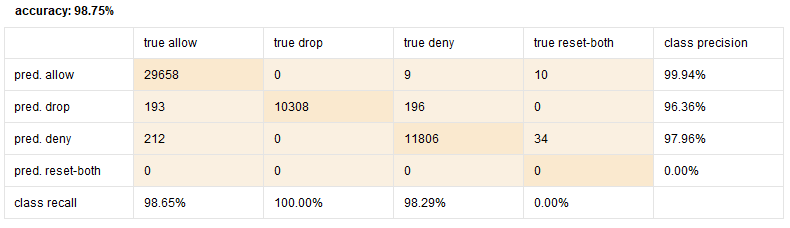 accuracy: 98.75%
true allow true drop true deny true reset-both class precision
pred. allow 29658 0 9 10 99.94%
pred. drop 193 10308 196 0 96.36%
pred. deny 212 0 11806 34 97.96%
pred. reset-both 0 0 0 0 0.00%
class recall 98.65% 100.00% 98.29% 0.00%